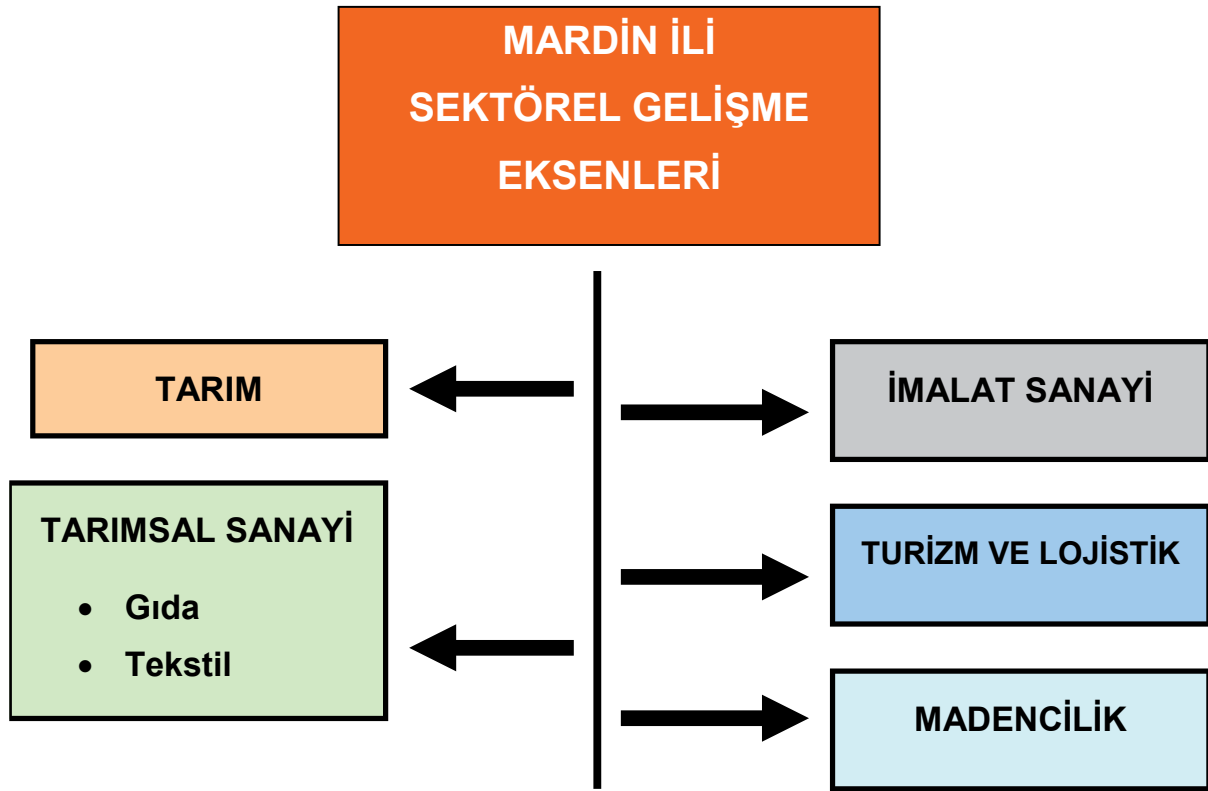 MARDİN İLİ
SEKTÖREL GELİŞME
EKSENLERİ
TARIM
TARIMSAL SANAYİ
• Gıda
• Tekstil
İMALAT SANAYİ
TURİZM VE LOJİSTİK
MADENCİLİK